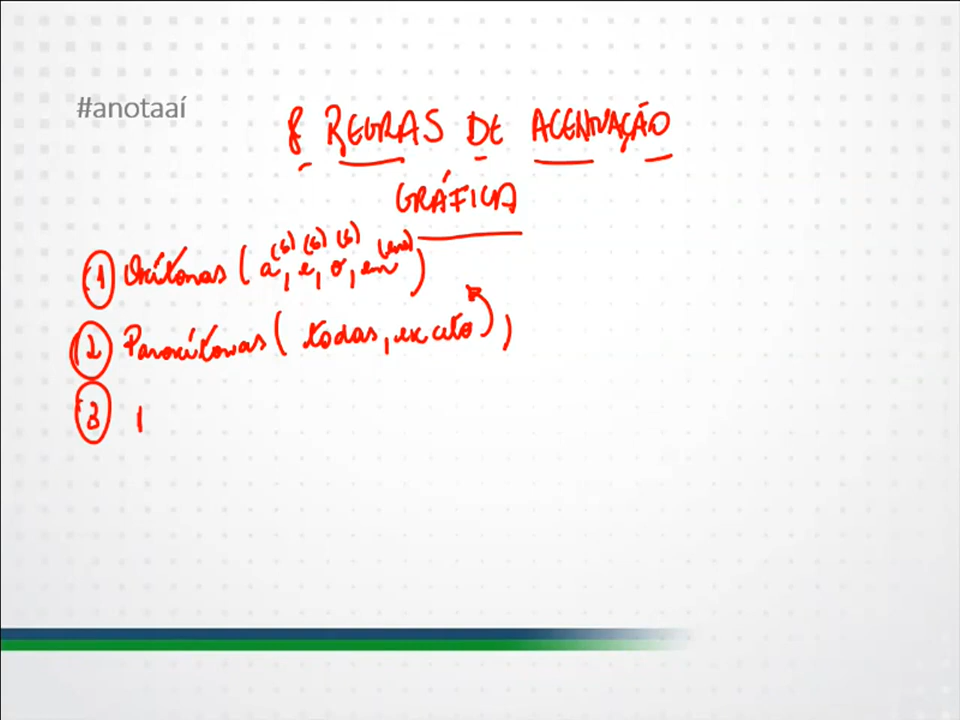 #anotaaí
8 REGRAS DE ACENTUAÇÃO
GRÁFICA
1 Oxítonas ( a(s), e(s), o(s), em(ens) )
2 Paroxítonas ( todas, exceto )
3